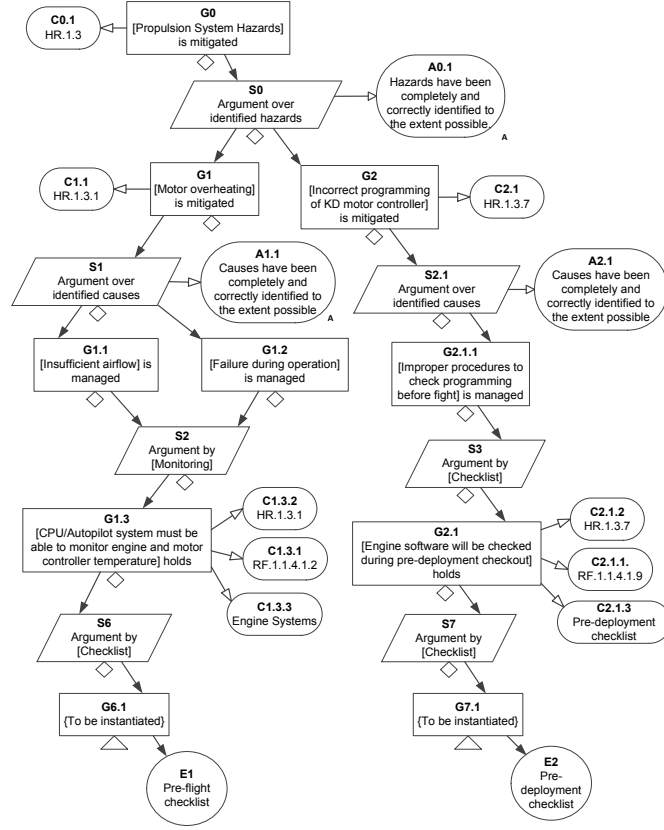 C0.1
HR.1.3
G0
[Propulsion System Hazards]
is mitigated
S0
Argument over
identified hazards
A0.1
Hazards have been
completely and
correctly identified to
the extent possible.
A
C1.1
HR.1.3.1
G1
[Motor overheating]
is mitigated
G2
[Incorrect programming
of KD motor controller]
is mitigated
C2.1
HR.1.3.7
S1
Argument over
identified causes
A1.1
Causes have been
completely and
correctly identified to
the extent possible
A
S2.1
Argument over
identified causes
A2.1
Causes have been
completely and
correctly identified to
the extent possible
G1.1
[Insufficient airflow] is
managed
G1.2
[Failure during operation]
is managed
G2.1.1
[Improper procedures to
check programming
before fight] is managed
S2
Argument by
[Monitoring]
S3
Argument by
[Checklist]
G1.3
[CPU/Autopilot system must be
able to monitor engine and motor
controller temperature] holds
C1.3.2
HR.1.3.1
C1.3.1
RF.1.1.4.1.2
C1.3.3
Engine Systems
G2.1
[Engine software will be checked
during pre-deployment checkout]
holds
C2.1.2
HR.1.3.7
C2.1.1.
RF.1.1.4.1.9
C2.1.3
Pre-deployment
checklist
S6
Argument by
[Checklist]
S7
Argument by
[Checklist]
G6.1
{To be instantiated}
G7.1
{To be instantiated}
E1
Pre-flight
checklist
E2
Pre-
deployment
checklist